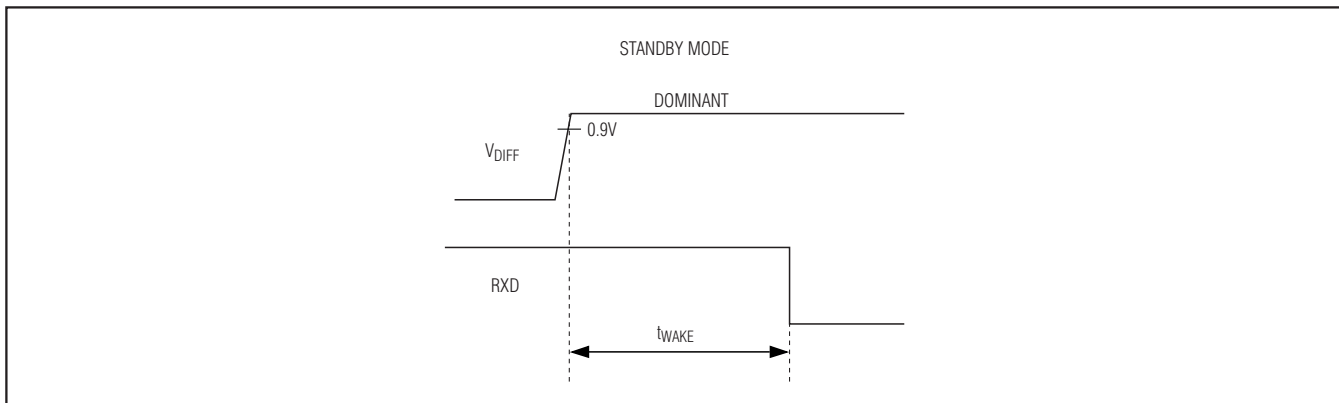 STANDBY MODE
DOMINANT
0.9V
VDIFF
RXD
tWAKE